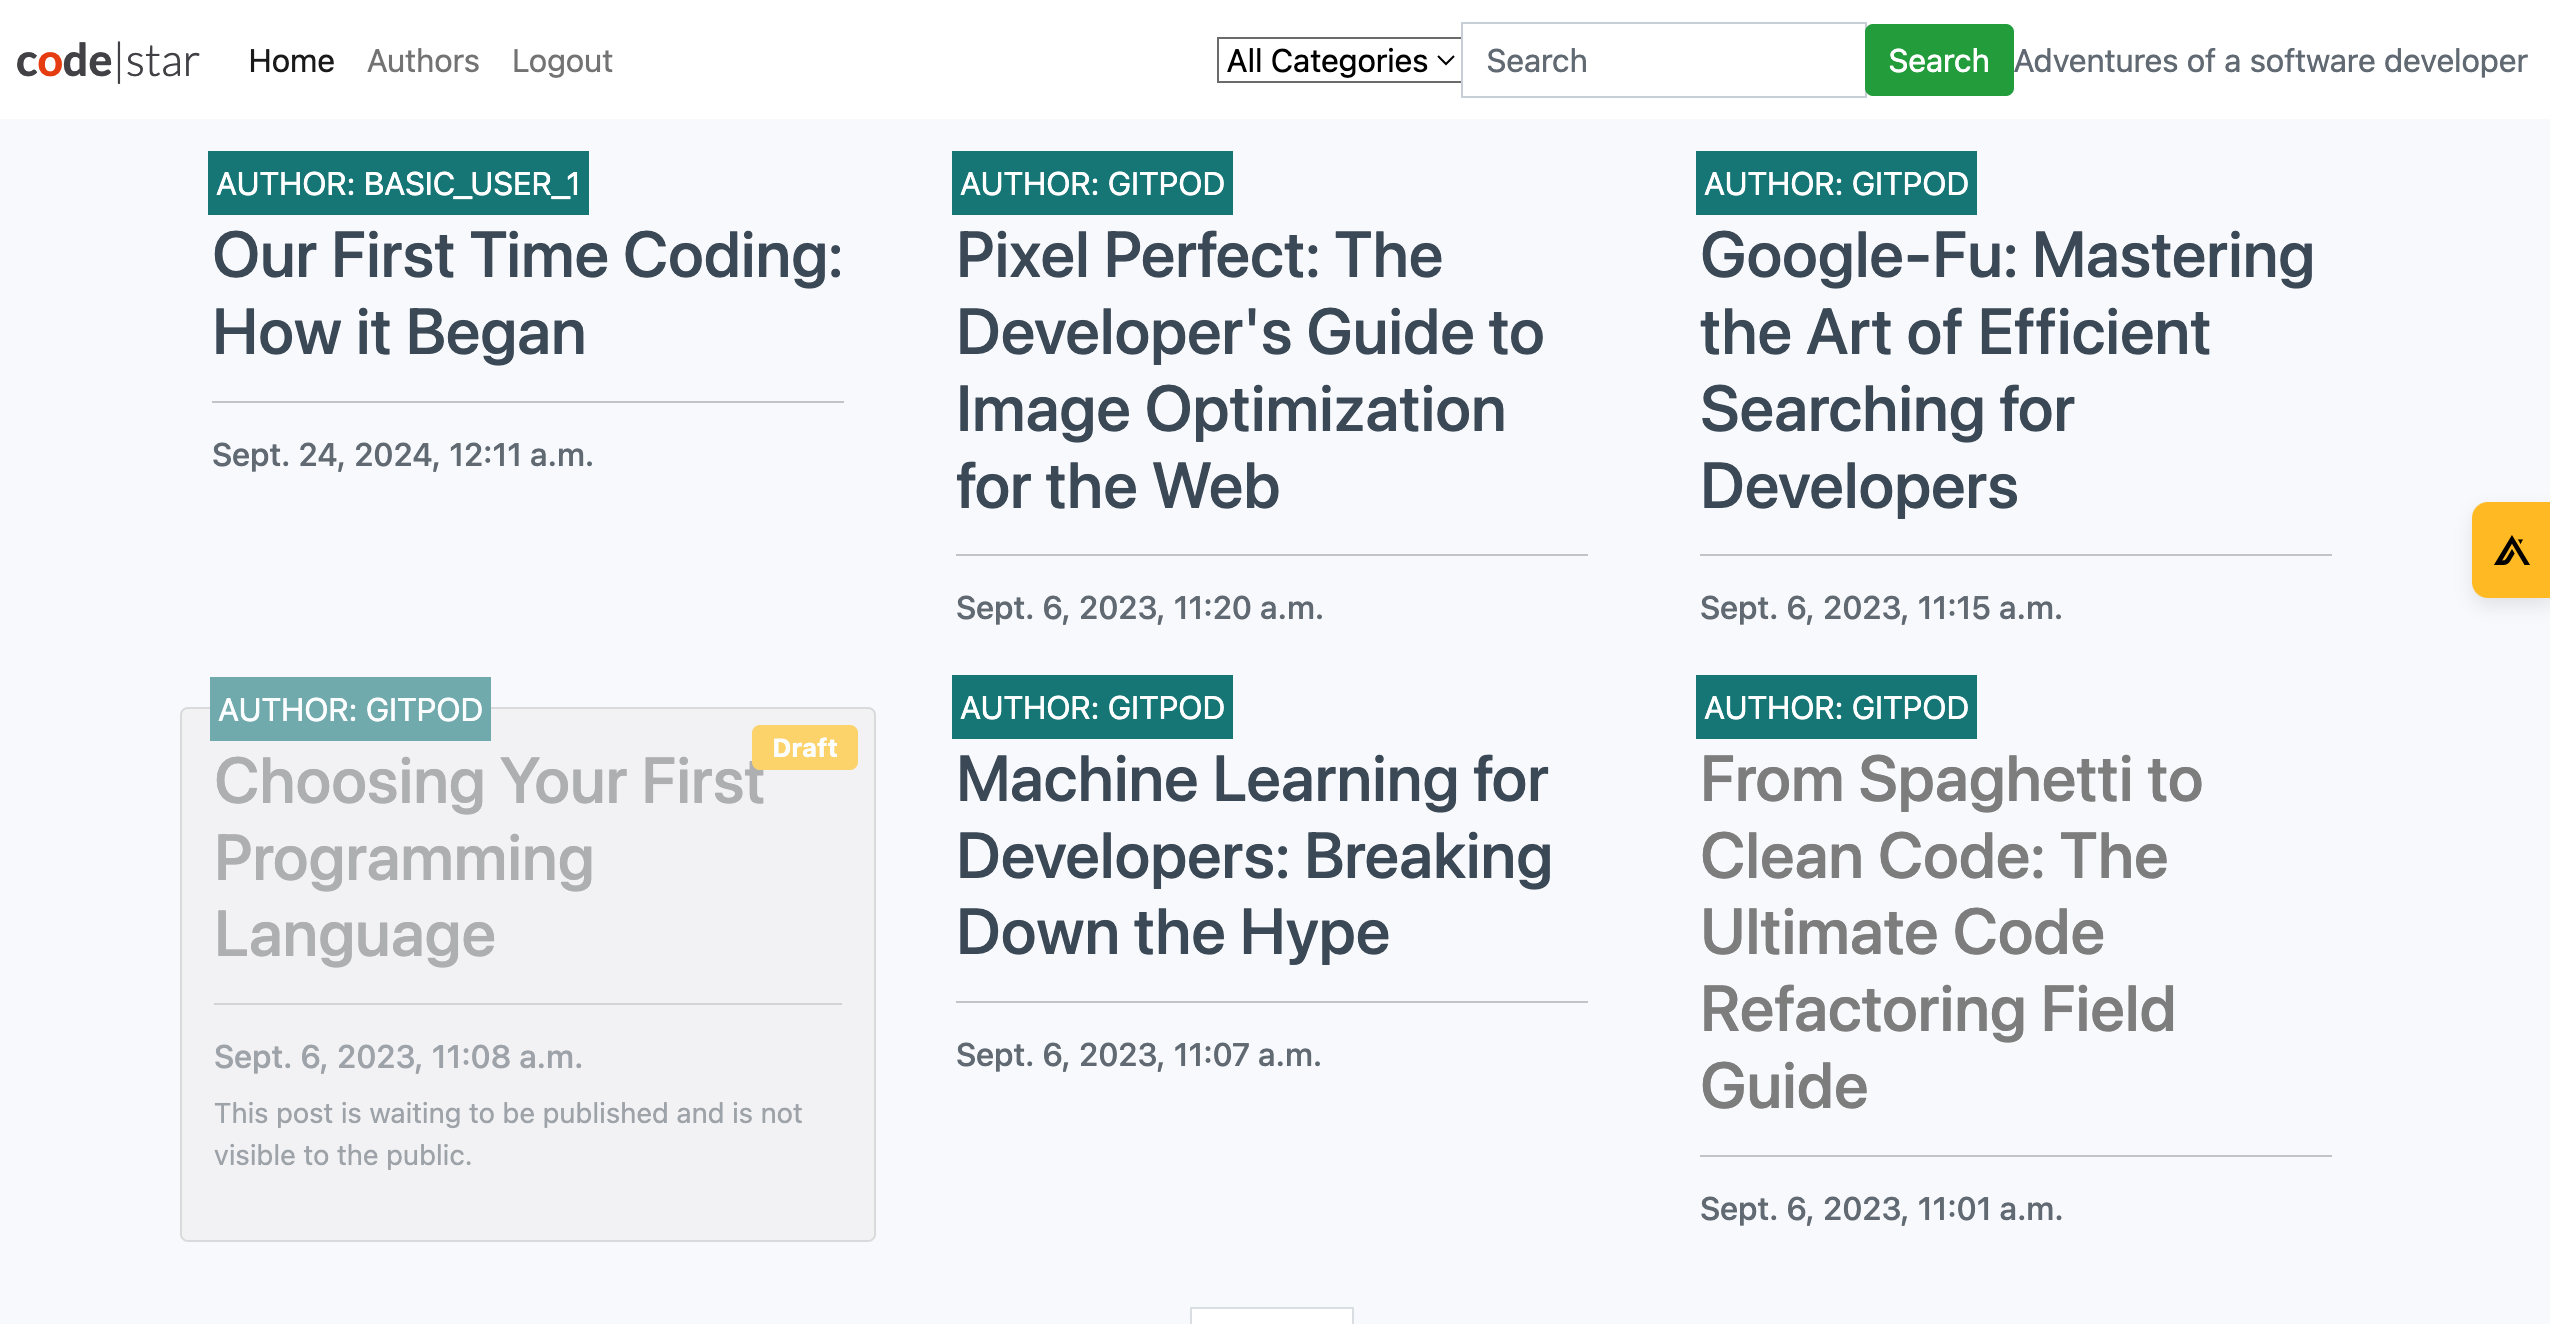 code|star Home Authors Logout All Categories Search Search Adventures of a software developer
AUTHOR: BASIC_USER_1
Our First Time Coding:
How it Began
Sept. 24, 2024, 12:11 a.m.
AUTHOR: GITPOD
Pixel Perfect: The
Developer's Guide to
Image Optimization
for the Web
Sept. 6, 2023, 11:20 a.m.
AUTHOR: GITPOD
Google-Fu: Mastering
the Art of Efficient
Searching for
Developers
Sept. 6, 2023, 11:15 a.m.
AUTHOR: GITPOD
Draft
Choosing Your First
Programming
Language
Sept. 6, 2023, 11:08 a.m.
This post is waiting to be published and is not
visible to the public.
AUTHOR: GITPOD
Machine Learning for
Developers: Breaking
Down the Hype
Sept. 6, 2023, 11:07 a.m.
AUTHOR: GITPOD
From Spaghetti to
Clean Code: The
Ultimate Code
Refactoring Field
Guide
Sept. 6, 2023, 11:01 a.m.